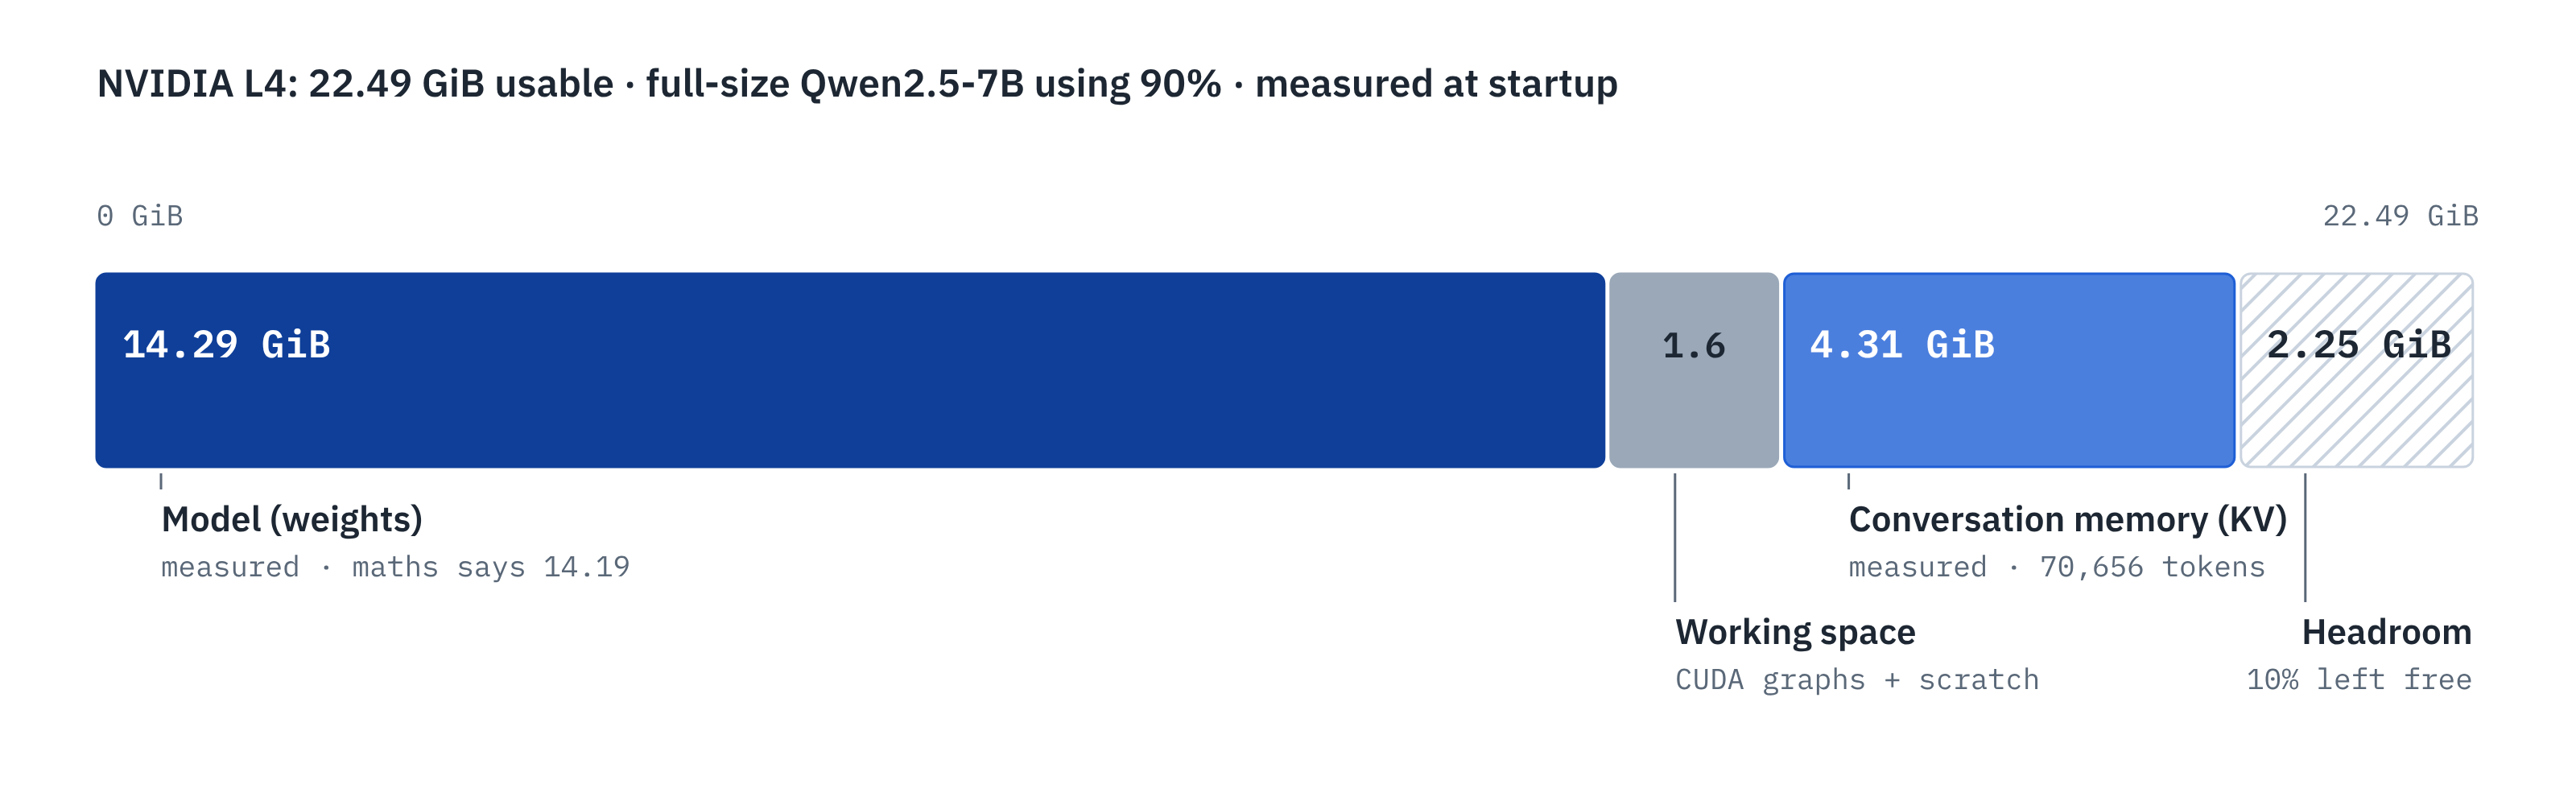 NVIDIA L4: 22.49 GiB usable · full-size Qwen2.5-7B using 90% · measured at startup
0 GiB
22.49 GiB
14.29 GiB
1.6
4.31 GiB
2.25 GiB
Model (weights)
measured · maths says 14.19
Conversation memory (KV)
measured · 70,656 tokens
Working space
CUDA graphs + scratch
Headroom
10% left free